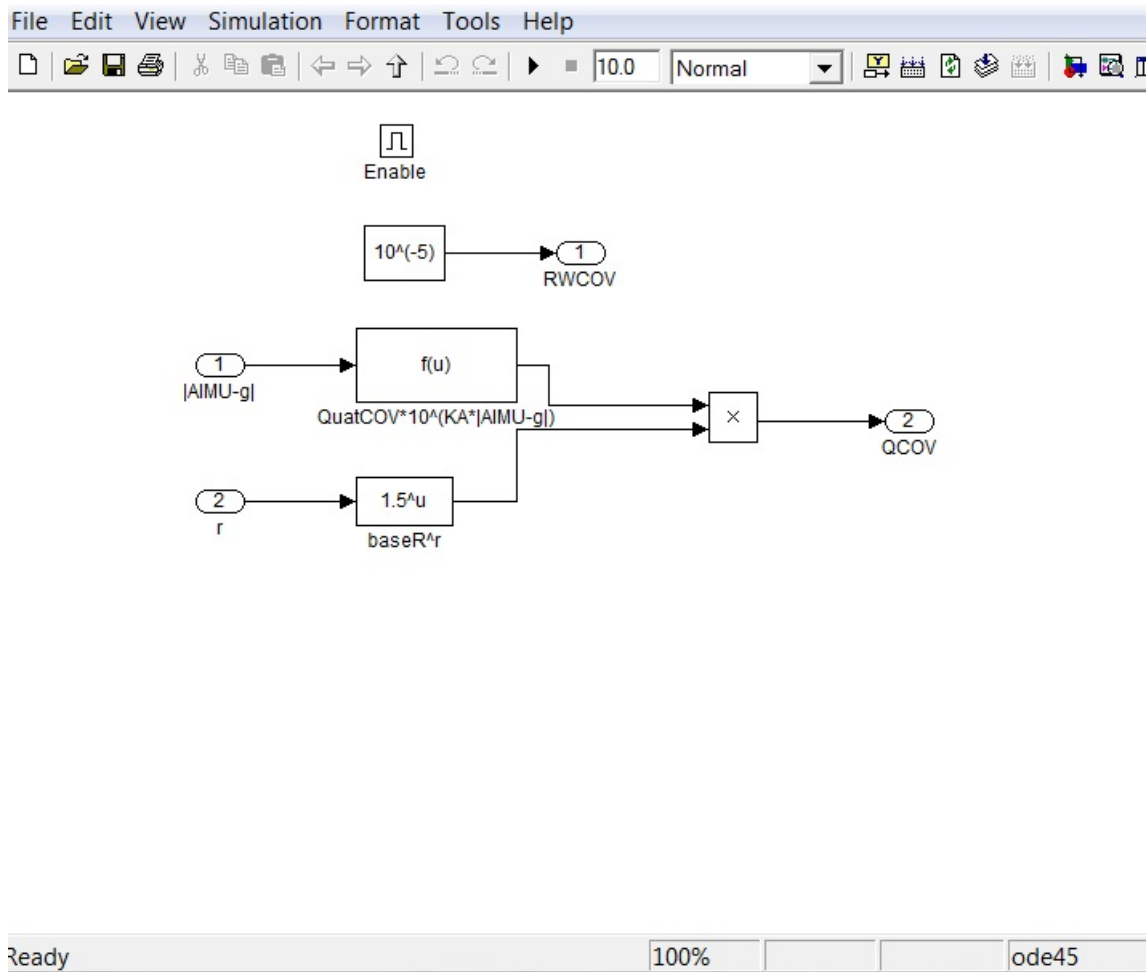 File Edit View Simulation Format Tools Help
10.0 Normal
Enable
10^(-5)
1
RWCOV
1
|AIMU-g|
f(u)
QuatCOV*10^(KA*|AIMU-g|)
×
2
QCOV
2
r
1.5^u
baseR^r
Ready 100% ode45